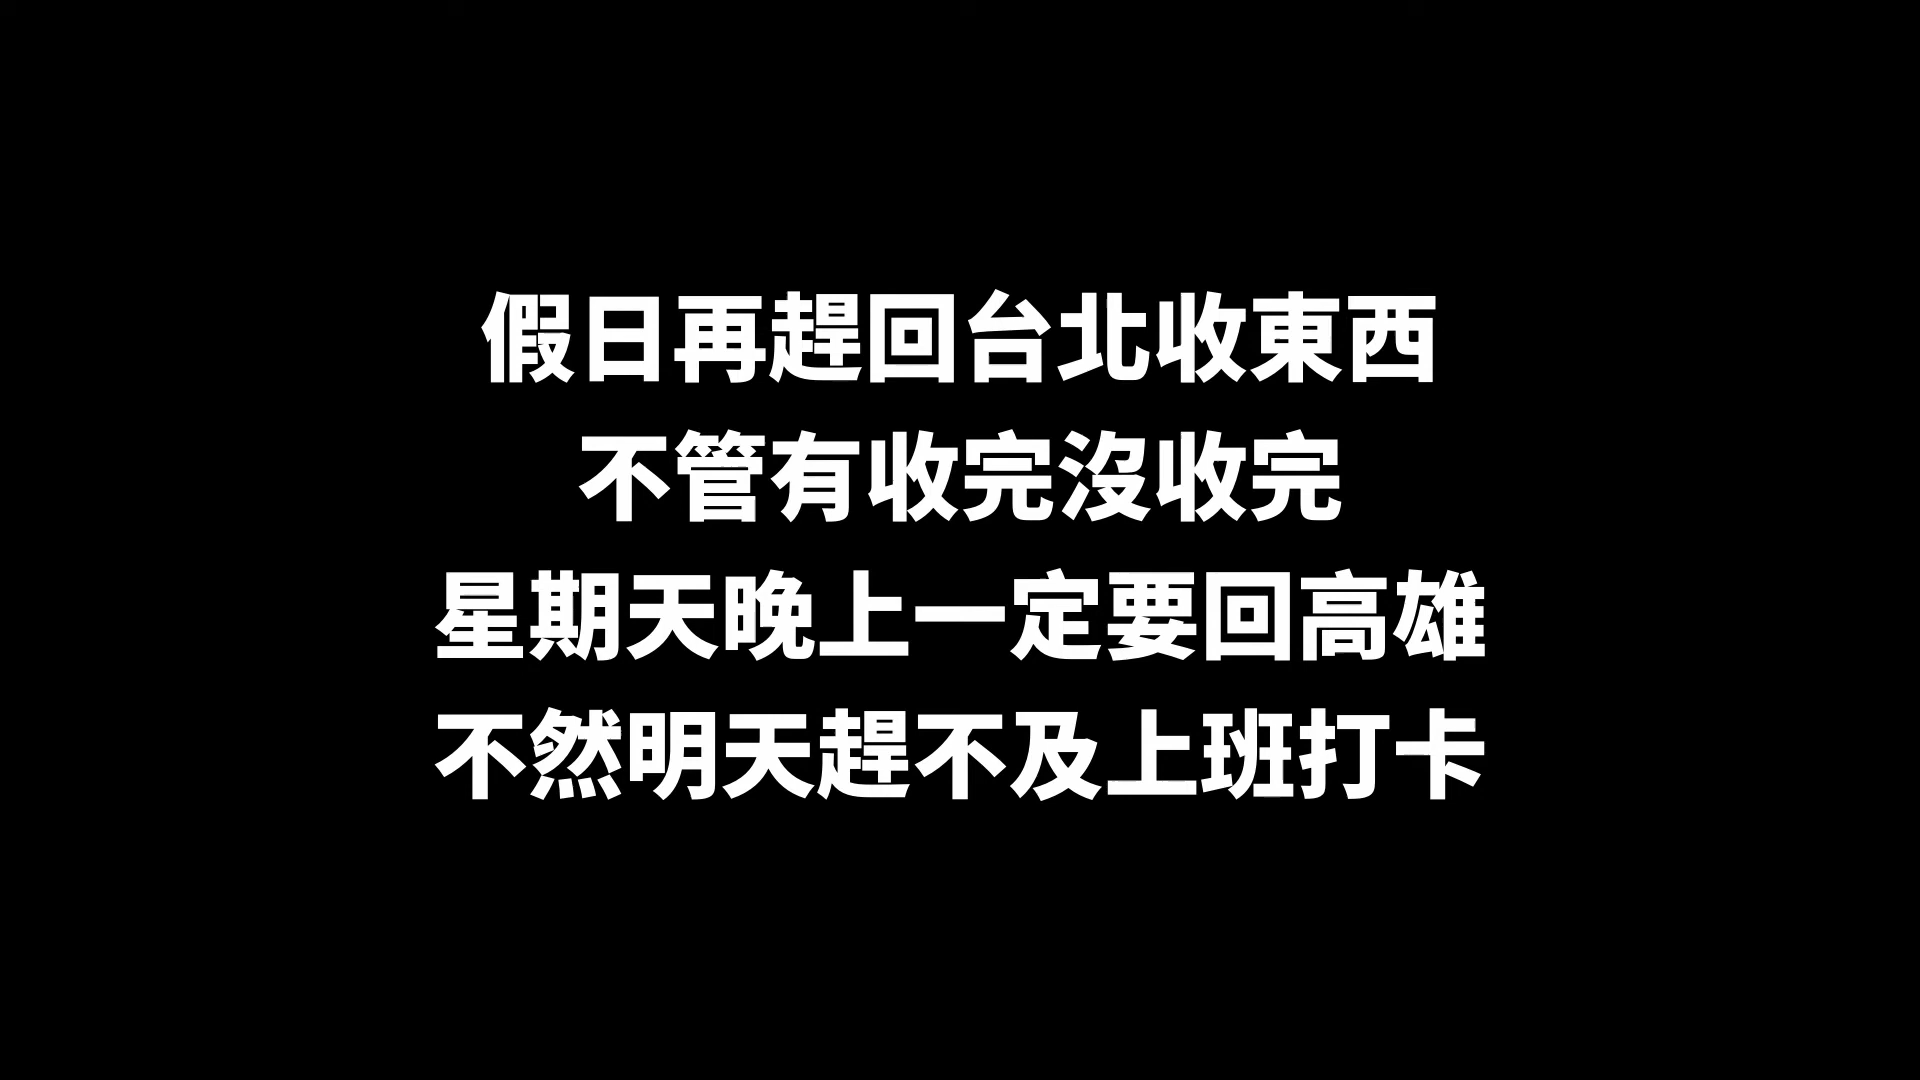 假日再趕回台北收東西
不管有收完沒收完
星期天晚上一定要回高雄
不然明天趕不及上班打卡